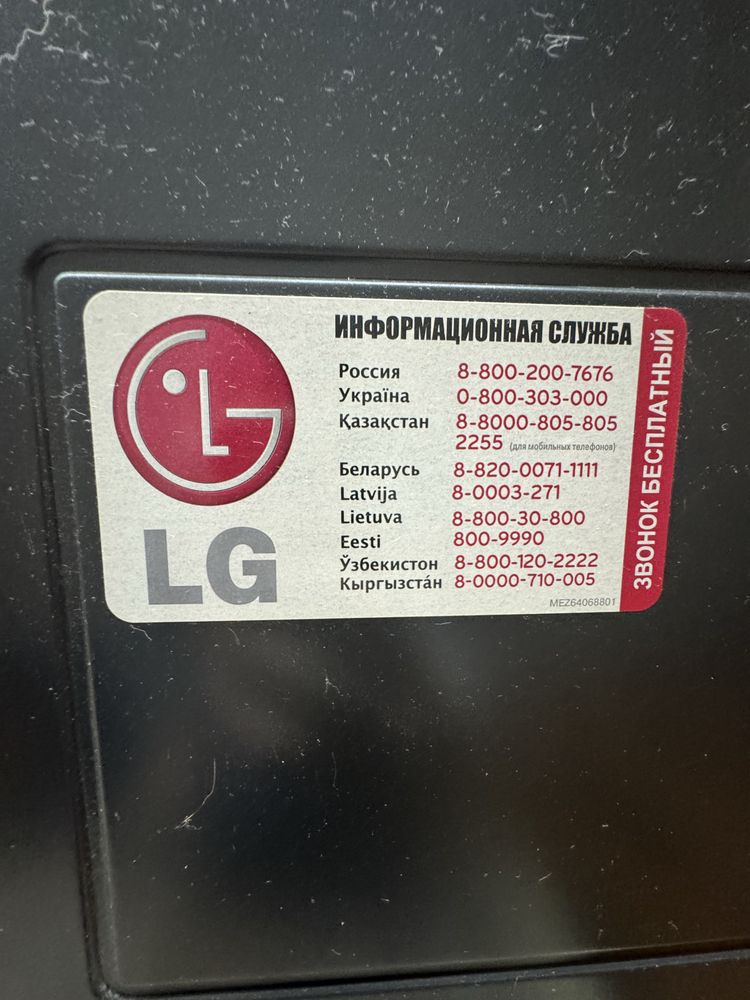 ИНФОРМАЦИОННАЯ СЛУЖБА
Россия 8-800-200-7676
Україна 0-800-303-000
Қазақстан 8-8000-805-805
2255 (для мобильных телефонов)
Беларусь 8-820-0071-1111
Latvija 8-0003-271
Lietuva 8-800-30-800
Eesti 800-9990
Ўзбекистон 8-800-120-2222
Кыргызстáн 8-0000-710-005
MEZ64068801
ЗВОНОК БЕСПЛАТНЫЙ
LG